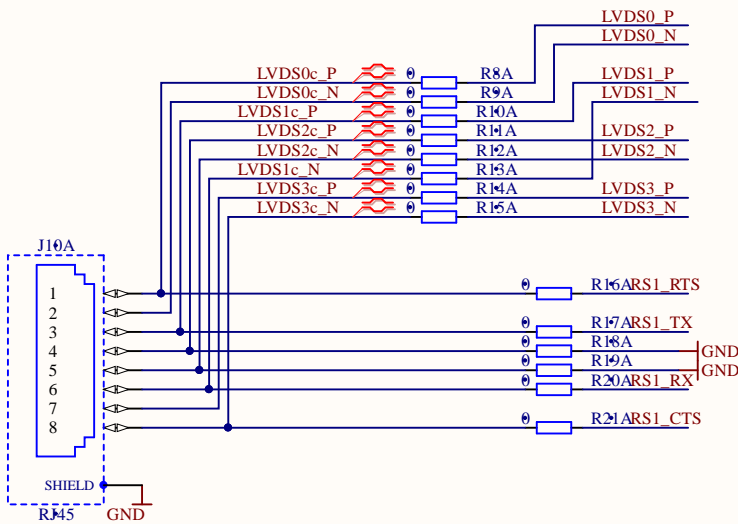 LVDS0_P
LVDS0_N
LVDS0c_P 0 R8A LVDS1_P
LVDS0c_N 0 R9A LVDS1_N
LVDS1c_P 0 R10A
LVDS2c_P 0 R11A LVDS2_P
LVDS2c_N 0 R12A LVDS2_N
LVDS1c_N 0 R13A
LVDS3c_P 0 R14A LVDS3_P
LVDS3c_N 0 R15A LVDS3_N
J10A
1 0 R16A RS1_RTS
2
3 0 R17A RS1_TX
4 0 R18A GND
5 0 R19A GND
6 0 R20A RS1_RX
7
8 0 R21A RS1_CTS
SHIELD
RJ45 GND